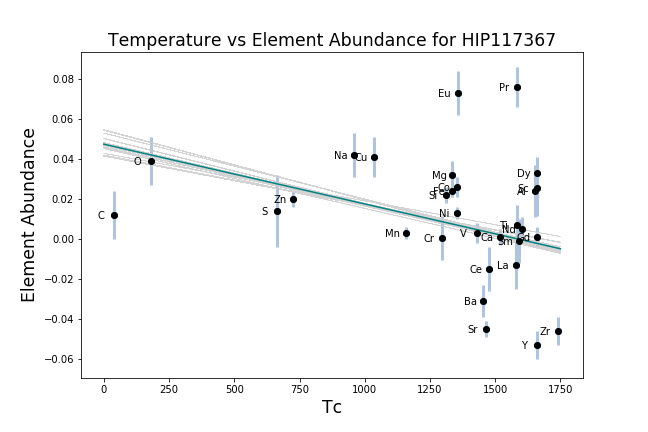 Temperature vs Element Abundance for HIP117367
Element Abundance
0.08
0.06
0.04
0.02
0.00
−0.02
−0.04
−0.06
Eu
Pr
Na
Cu
O
Mg
Dy
Co
Sc
Fe
Si
Al
Zn
S
C
Ni
Ti
Nd
Mn
Cr
V
Ca
Sm
Gd
Ce
La
Ba
Sr
Zr
Y
0 250 500 750 1000 1250 1500 1750
Tc